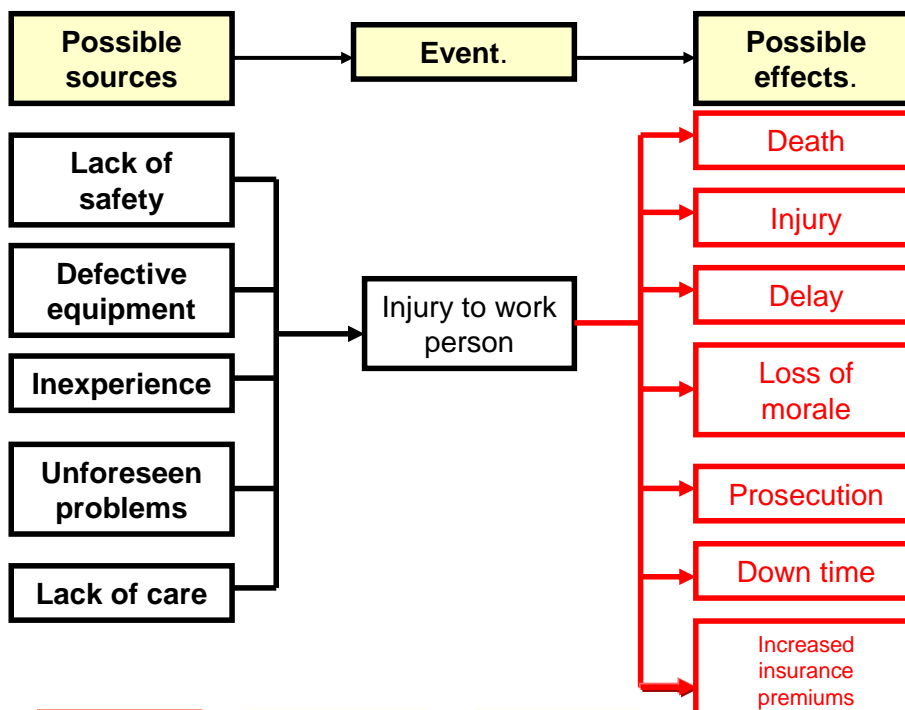 Possible
sources
Event.
Possible
effects.
Lack of
safety
Defective
equipment
Inexperience
Unforeseen
problems
Lack of care
Injury to work
person
Death
Injury
Delay
Loss of
morale
Prosecution
Down time
Increased
insurance
premiums